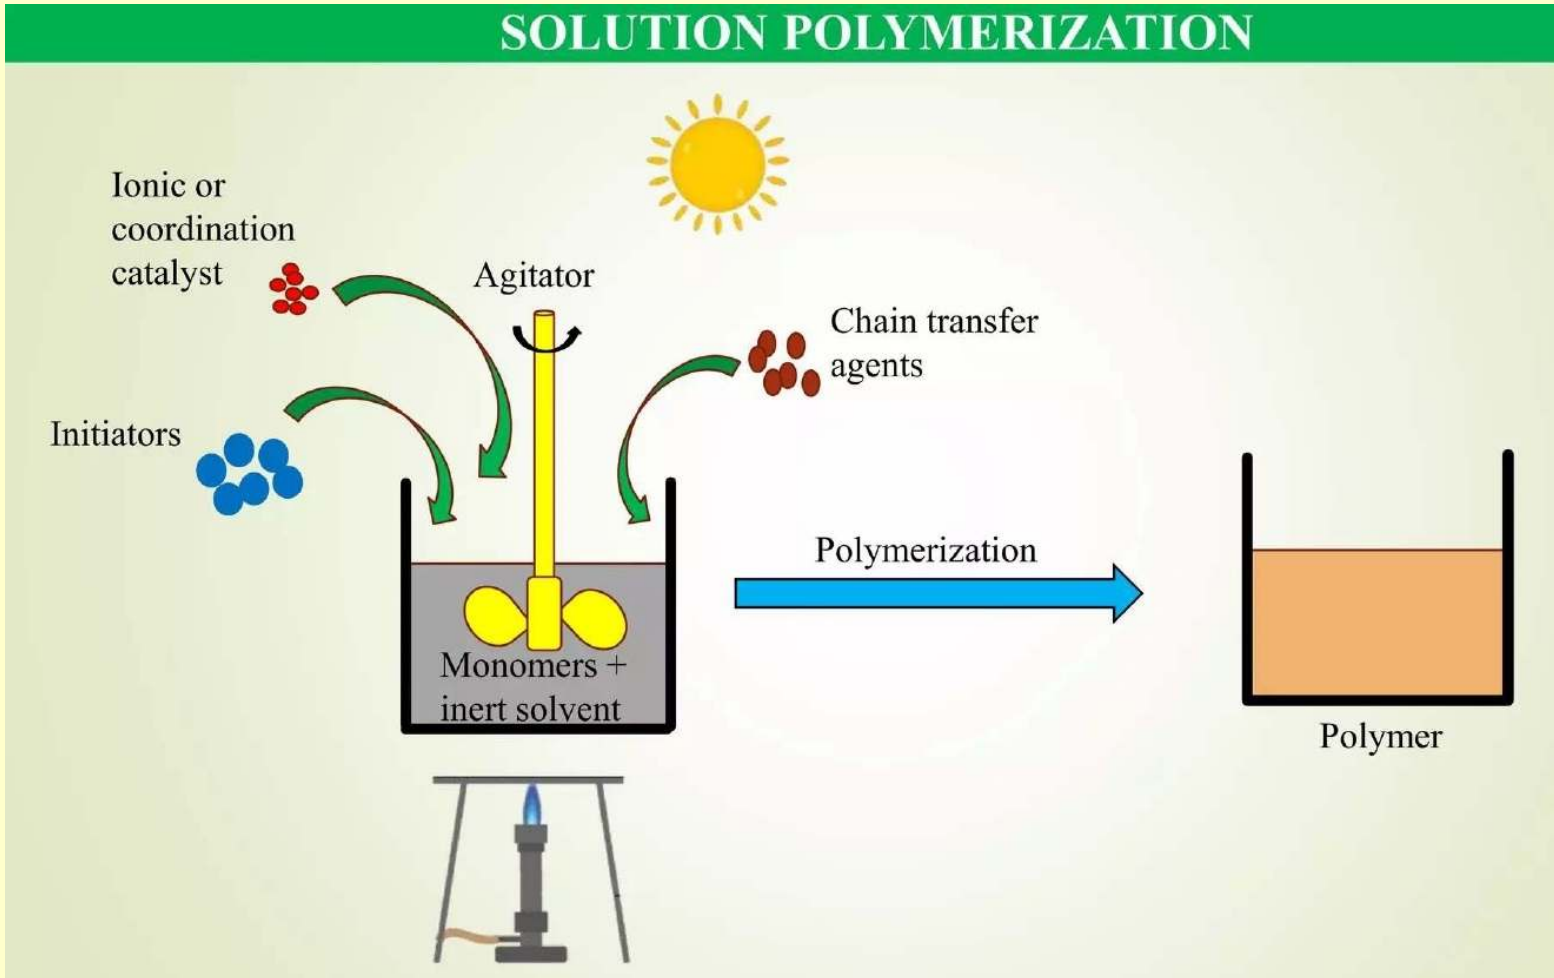 SOLUTION POLYMERIZATION
Ionic or
coordination
catalyst
Agitator
Chain transfer
agents
Initiators
Polymerization
Monomers +
inert solvent
Polymer